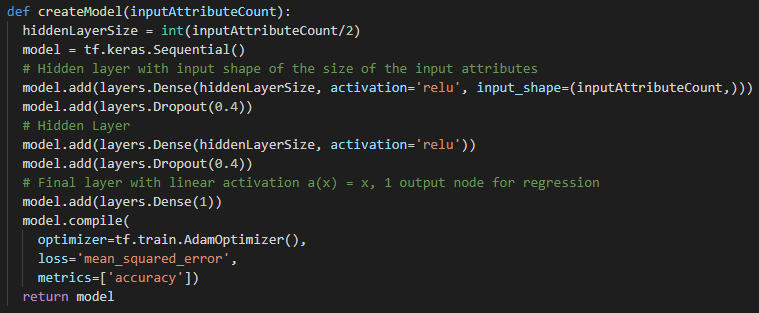 def createModel(inputAttributeCount):
  hiddenLayerSize = int(inputAttributeCount/2)
  model = tf.keras.Sequential()
  # Hidden layer with input shape of the size of the input attributes
  model.add(layers.Dense(hiddenLayerSize, activation='relu', input_shape=(inputAttributeCount,)))
  model.add(layers.Dropout(0.4))
  # Hidden Layer
  model.add(layers.Dense(hiddenLayerSize, activation='relu'))
  model.add(layers.Dropout(0.4))
  # Final layer with linear activation a(x) = x, 1 output node for regression
  model.add(layers.Dense(1))
  model.compile(
    optimizer=tf.train.AdamOptimizer(),
    loss='mean_squared_error',
    metrics=['accuracy'])
  return model